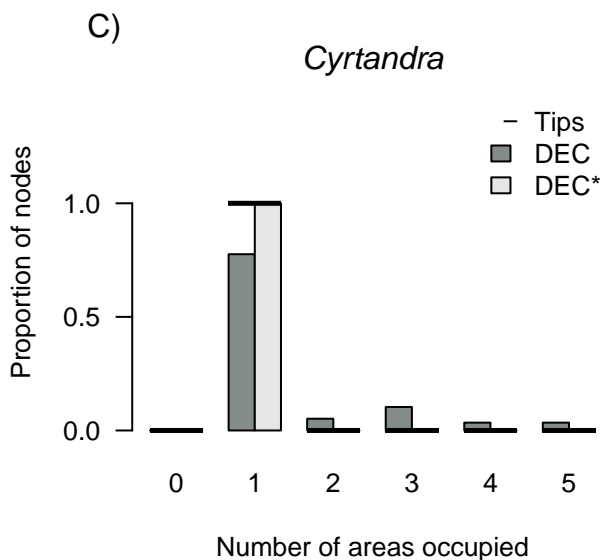 C)
Cyrtandra
Tips
DEC
DEC*
Proportion of nodes
1.0
0.5
0.0
0 1 2 3 4 5
Number of areas occupied